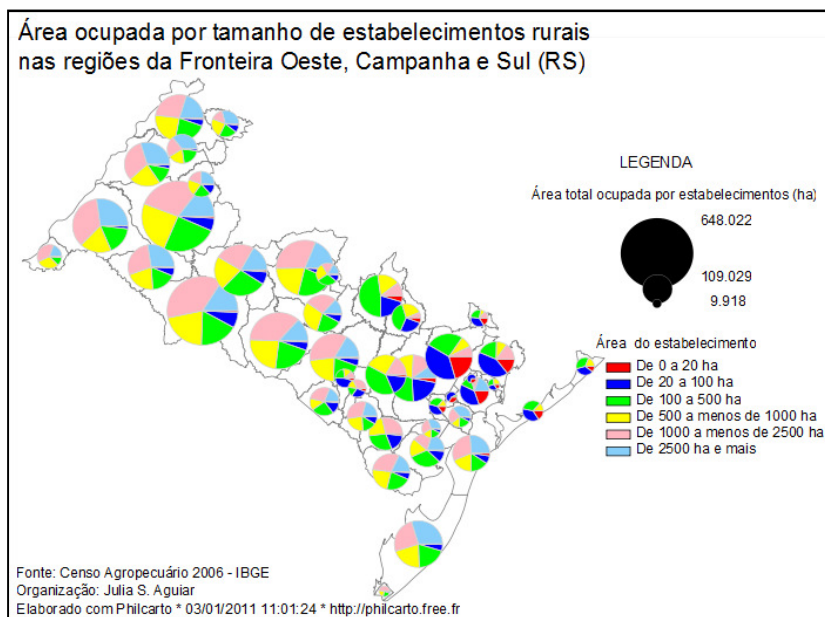 Área ocupada por tamanho de estabelecimentos rurais
nas regiões da Fronteira Oeste, Campanha e Sul (RS)
LEGENDA
Área total ocupada por estabelecimentos (ha)
648.022
109.029
9.918
Área do estabelecimento
De 0 a 20 ha
De 20 a 100 ha
De 100 a 500 ha
De 500 a menos de 1000 ha
De 1000 a menos de 2500 ha
De 2500 ha e mais
Fonte: Censo Agropecuário 2006 - IBGE
Organização: Julia S. Aguiar
Elaborado com Philcarto * 03/01/2011 11:01:24 * http://philcarto.free.fr